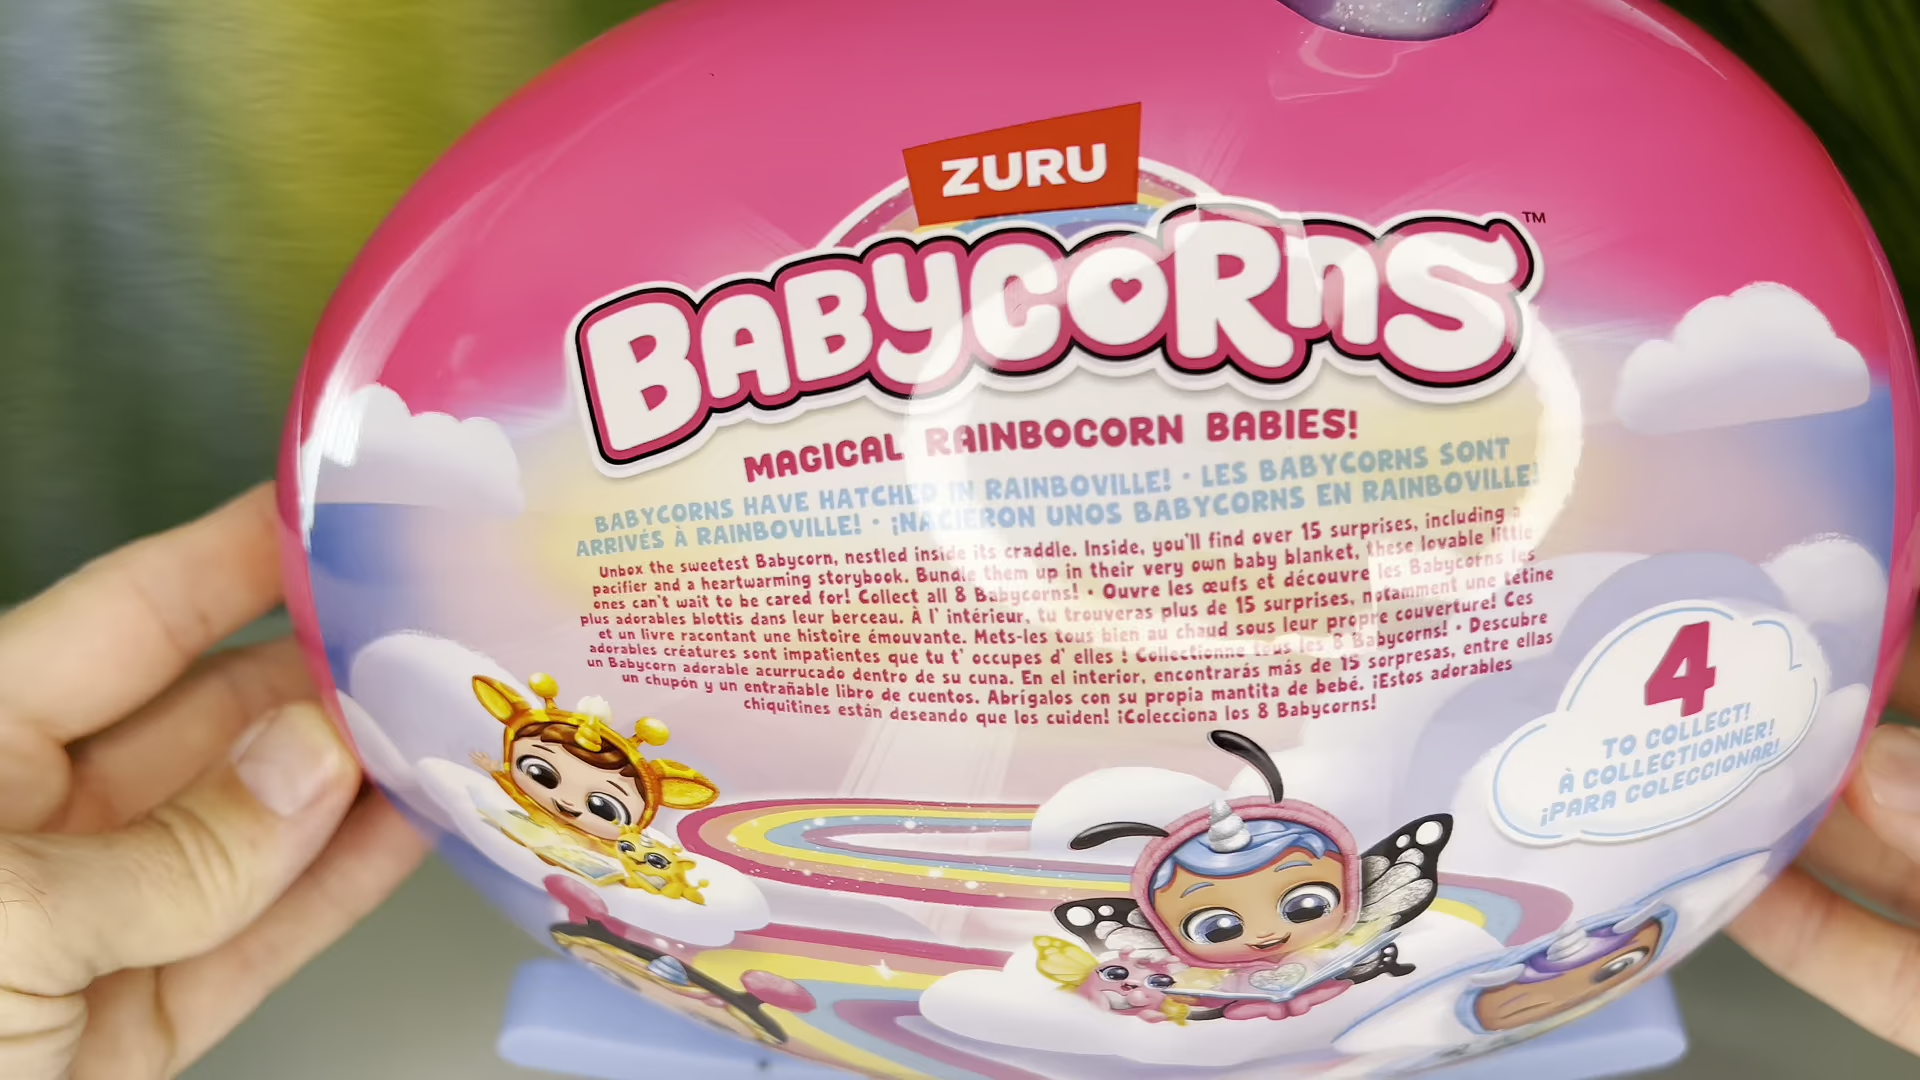 ZURU
BABYCORNS™
MAGICAL RAINBOCORN BABIES!
BABYCORNS HAVE HATCHED IN RAINBOVILLE! · LES BABYCORNS SONT
ARRIVÉS À RAINBOVILLE! · ¡NACIERON UNOS BABYCORNS EN RAINBOVILLE!
Unbox the sweetest Babycorn, nestled inside its craddle. Inside, you'll find over 15 surprises, including a
pacifier and a heartwarming storybook. Bundle them up in their very own baby blanket, these lovable little
ones can't wait to be cared for! Collect all 8 Babycorns! · Ouvre les œufs et découvre les Babycorns les
plus adorables blottis dans leur berceau. À l' intérieur, tu trouveras plus de 15 surprises, notamment une tétine
et un livre racontant une histoire émouvante. Mets-les tous bien au chaud sous leur propre couverture! Ces
adorables créatures sont impatientes que tu t' occupes d' elles ! Collectionne tous les 8 Babycorns! · Descubre
un Babycorn adorable acurrucado dentro de su cuna. En el interior, encontrarás más de 15 sorpresas, entre ellas
un chupón y un entrañable libro de cuentos. Abrígalos con su propia mantita de bebé. ¡Estos adorables
chiquitines están deseando que los cuiden! ¡Colecciona los 8 Babycorns!
4
TO COLLECT!
À COLLECTIONNER!
¡PARA COLECCIONAR!